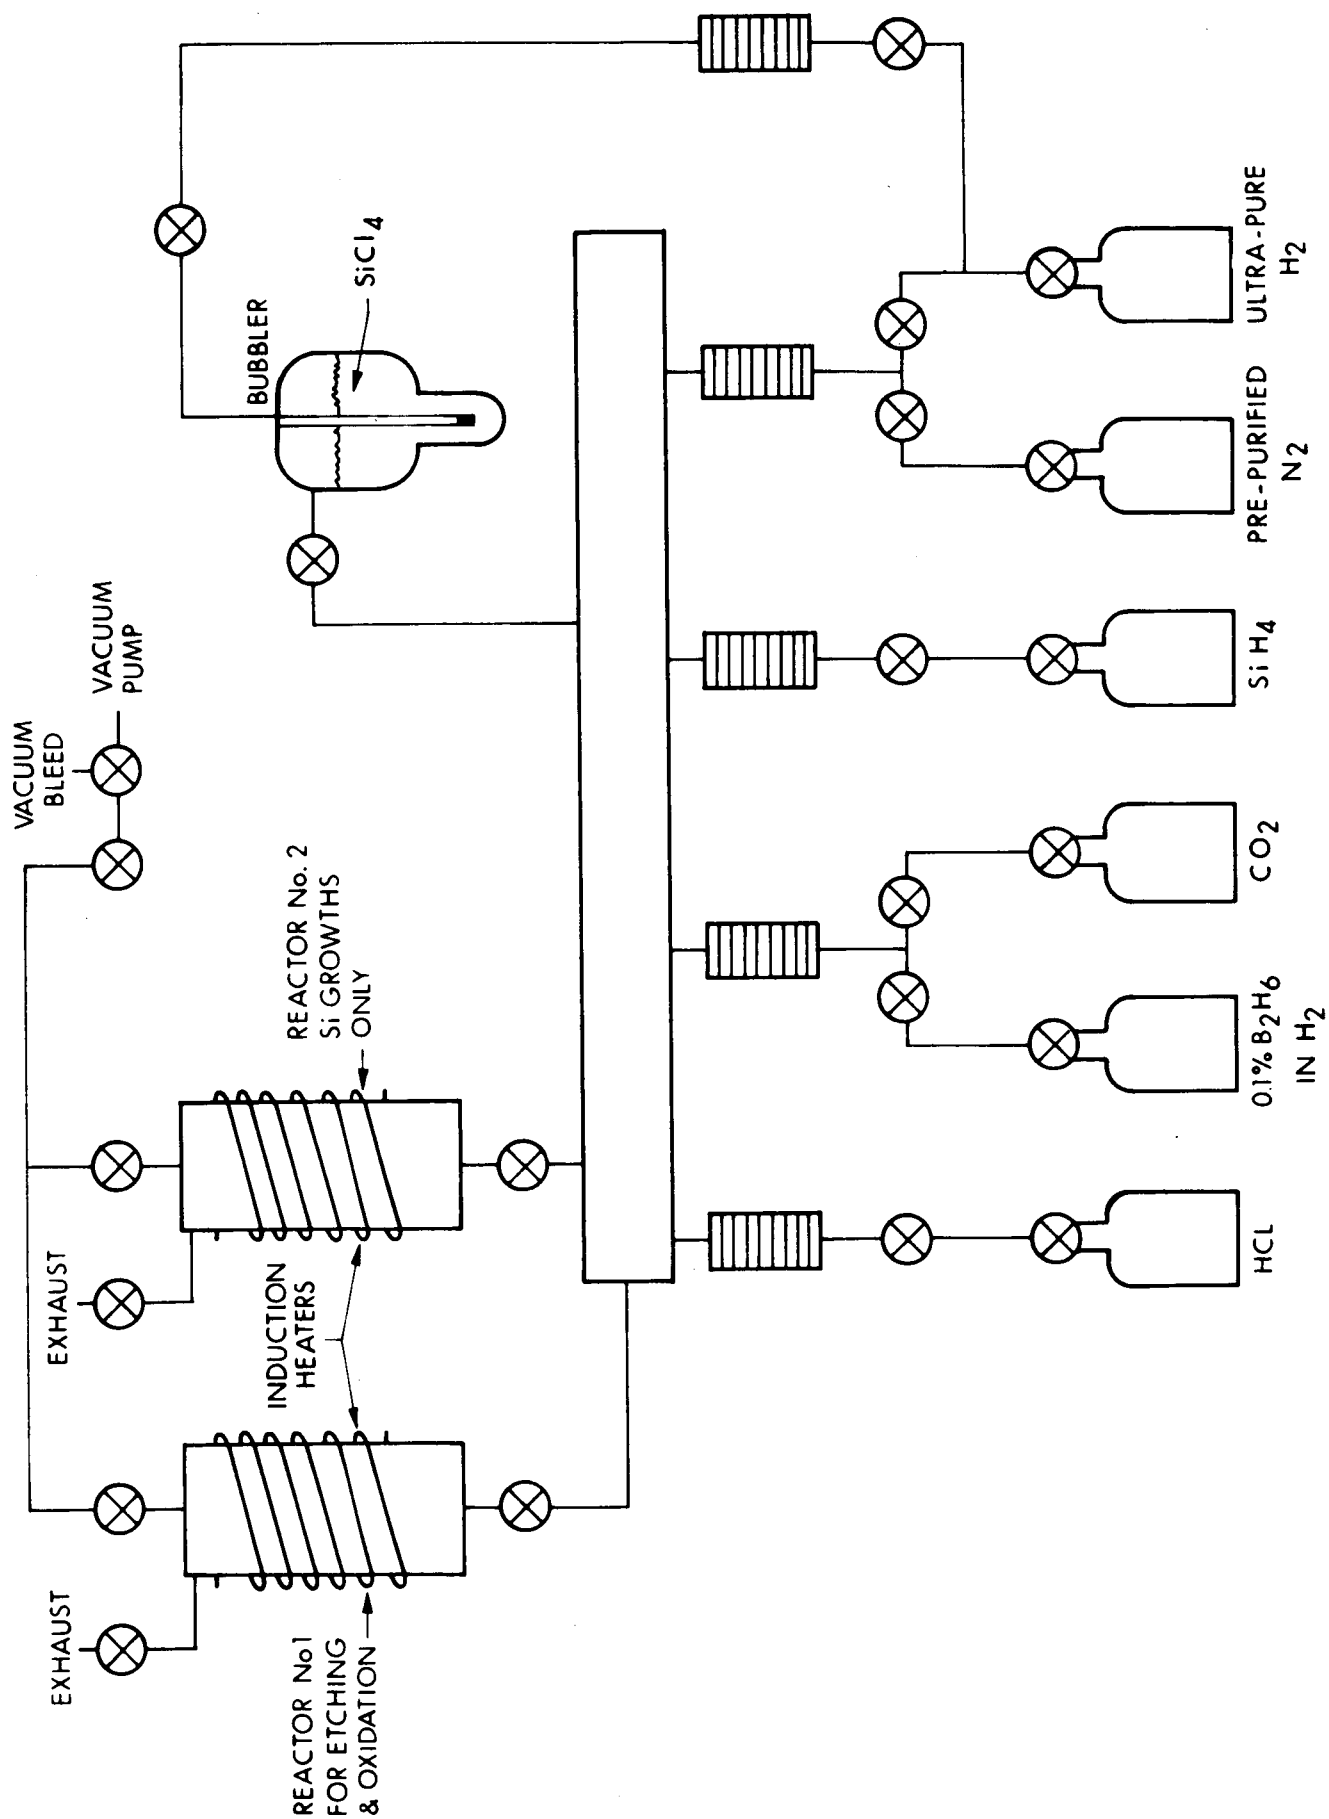 EXHAUST
EXHAUST
VACUUM
BLEED
VACUUM
PUMP
REACTOR No1
FOR ETCHING
& OXIDATION
INDUCTION
HEATERS
REACTOR No. 2
Si GROWTHS
ONLY
BUBBLER
SiCl4
HCL
0.1% B2H6
IN H2
CO2
SiH4
PRE-PURIFIED
N2
ULTRA-PURE
H2